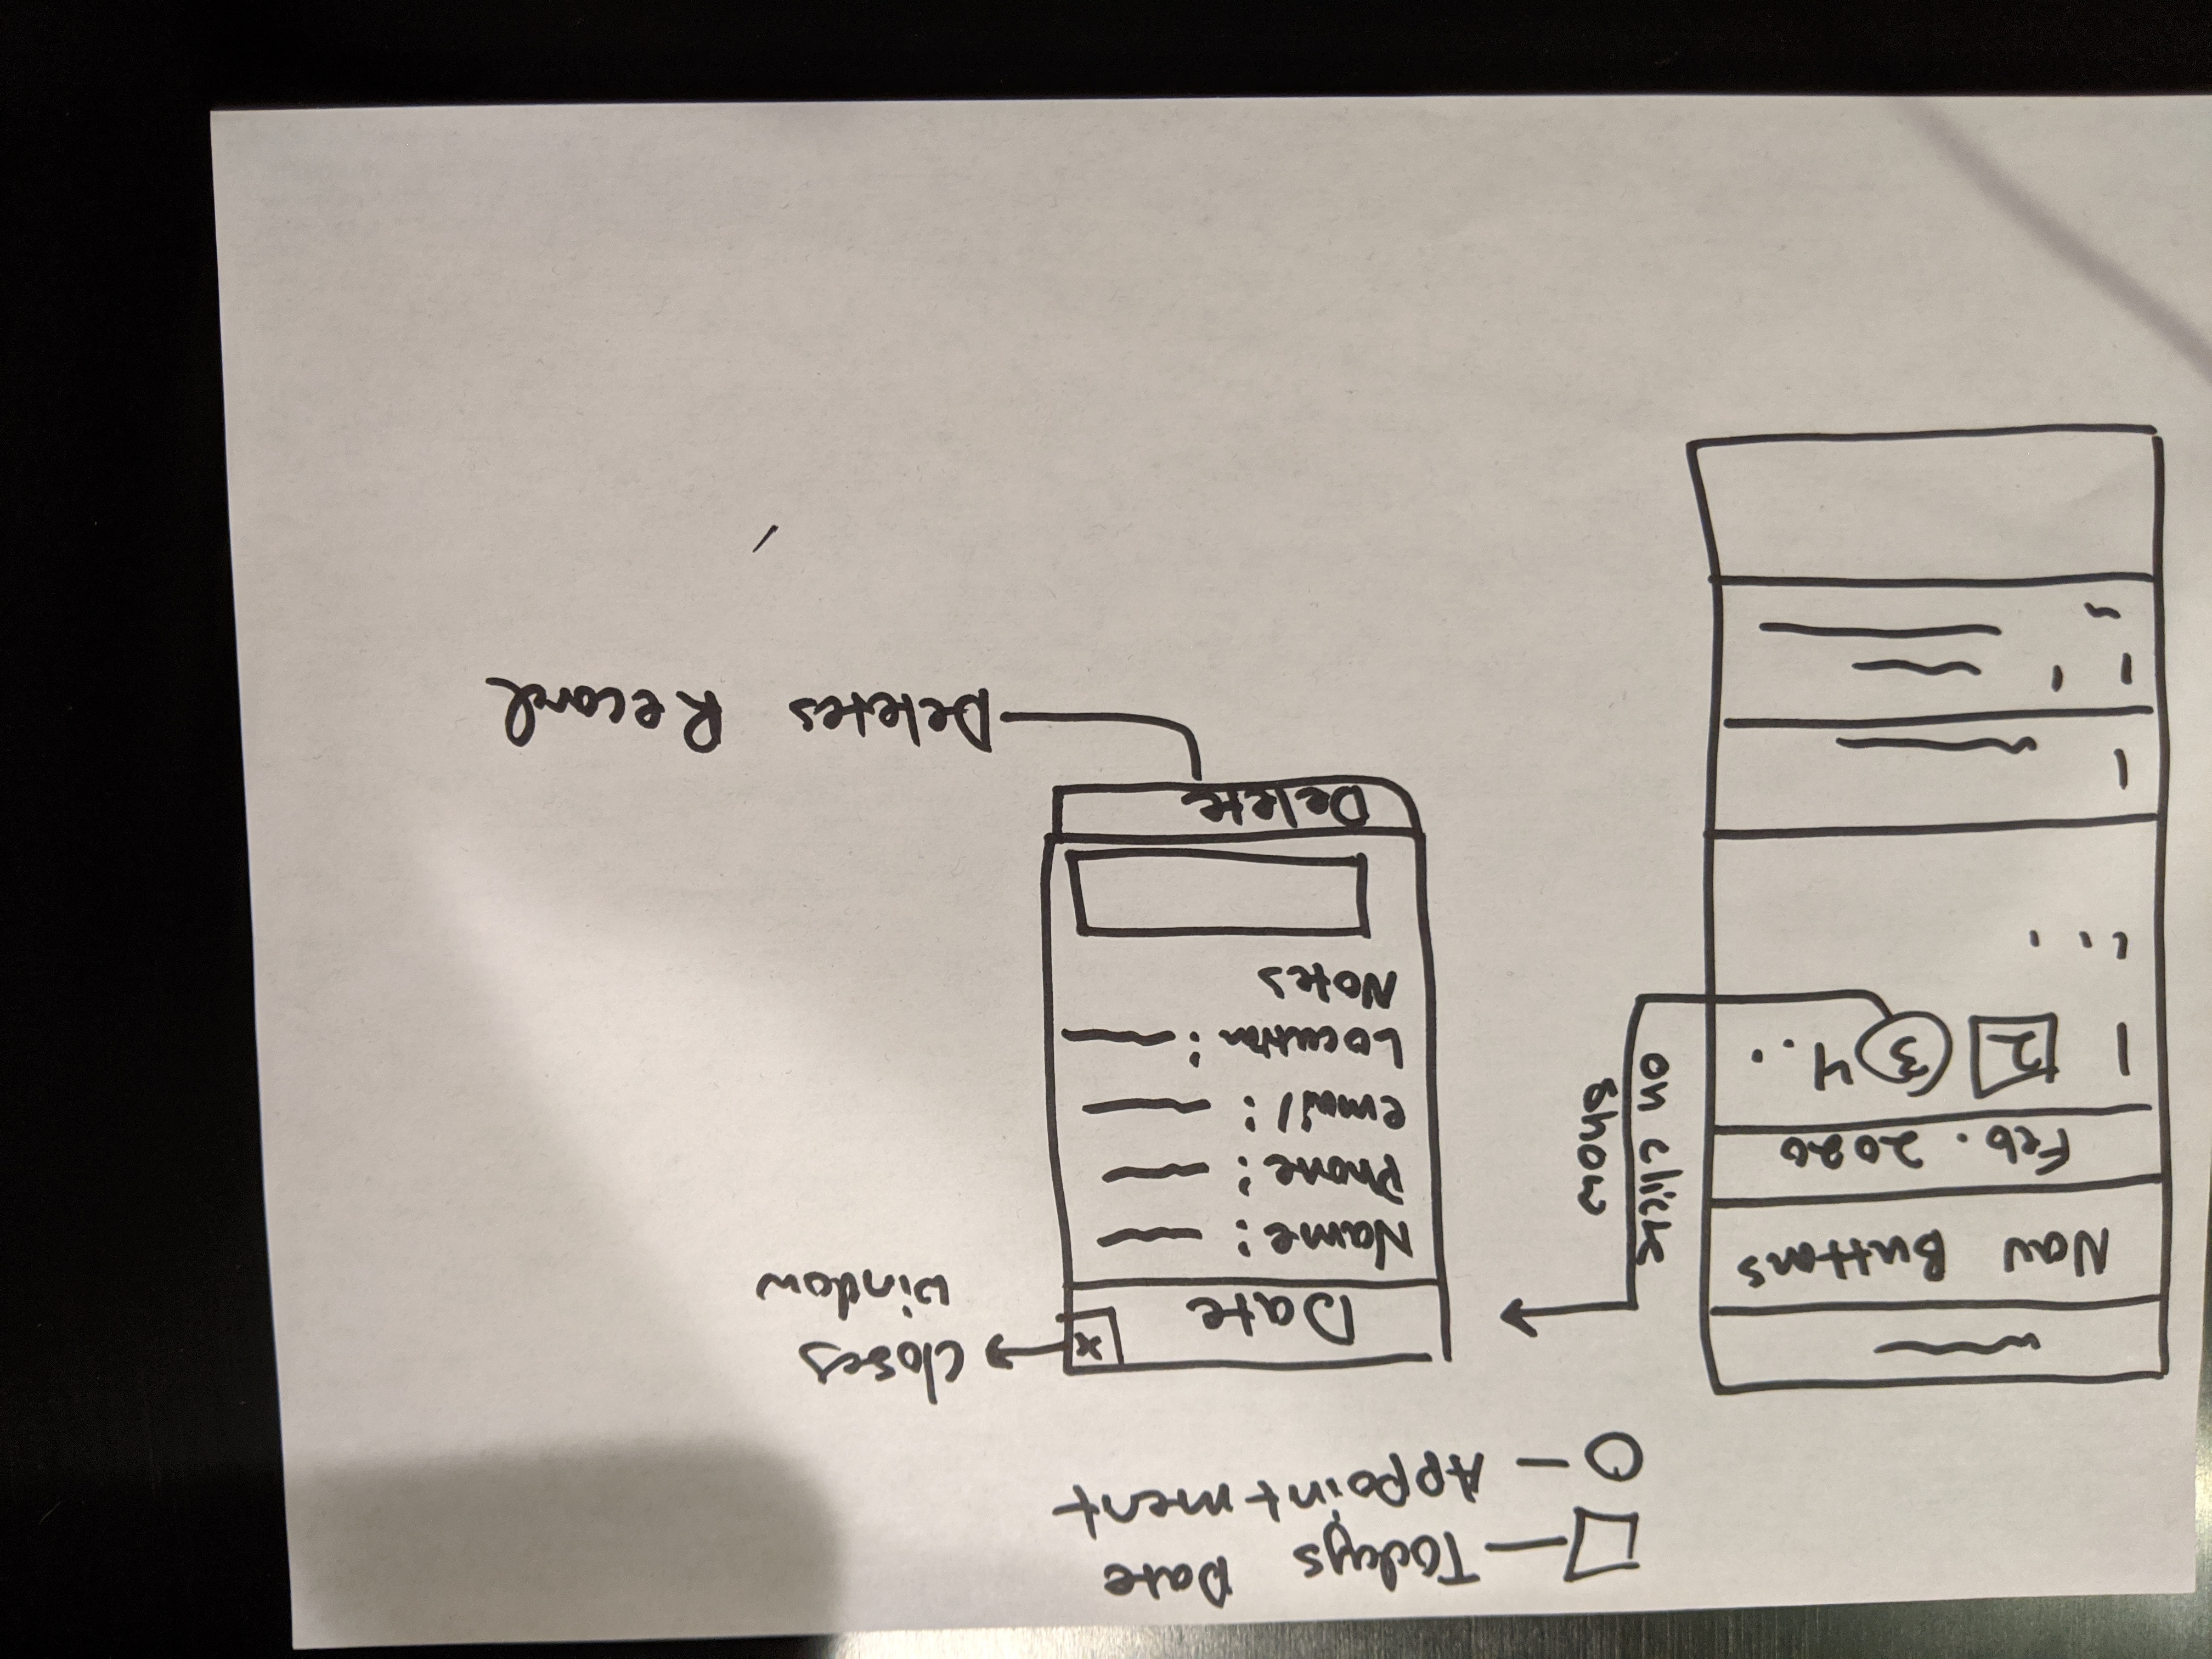 Todays Date
Appointment
Nav Buttons
Feb. 2020
1 2 3 4 . .
on click
show
Date x
Name:
Phone:
email:
Location:
Notes
Delete
closes
window
Deletes Record